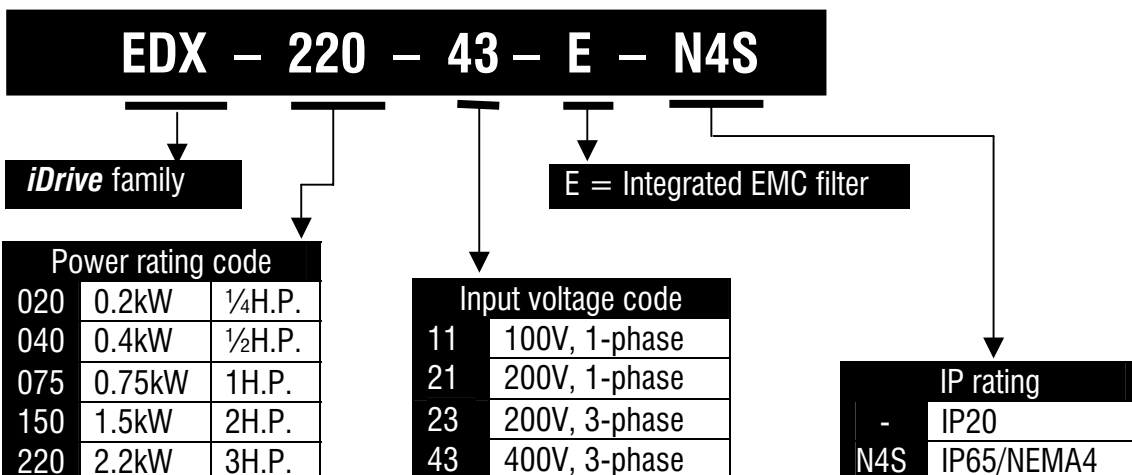 EDX – 220 – 43 – E – N4S
iDrive family
E = Integrated EMC filter
Power rating code
020 0.2kW ¼H.P.
040 0.4kW ½H.P.
075 0.75kW 1H.P.
150 1.5kW 2H.P.
220 2.2kW 3H.P.
Input voltage code
11 100V, 1-phase
21 200V, 1-phase
23 200V, 3-phase
43 400V, 3-phase
IP rating
- IP20
N4S IP65/NEMA4